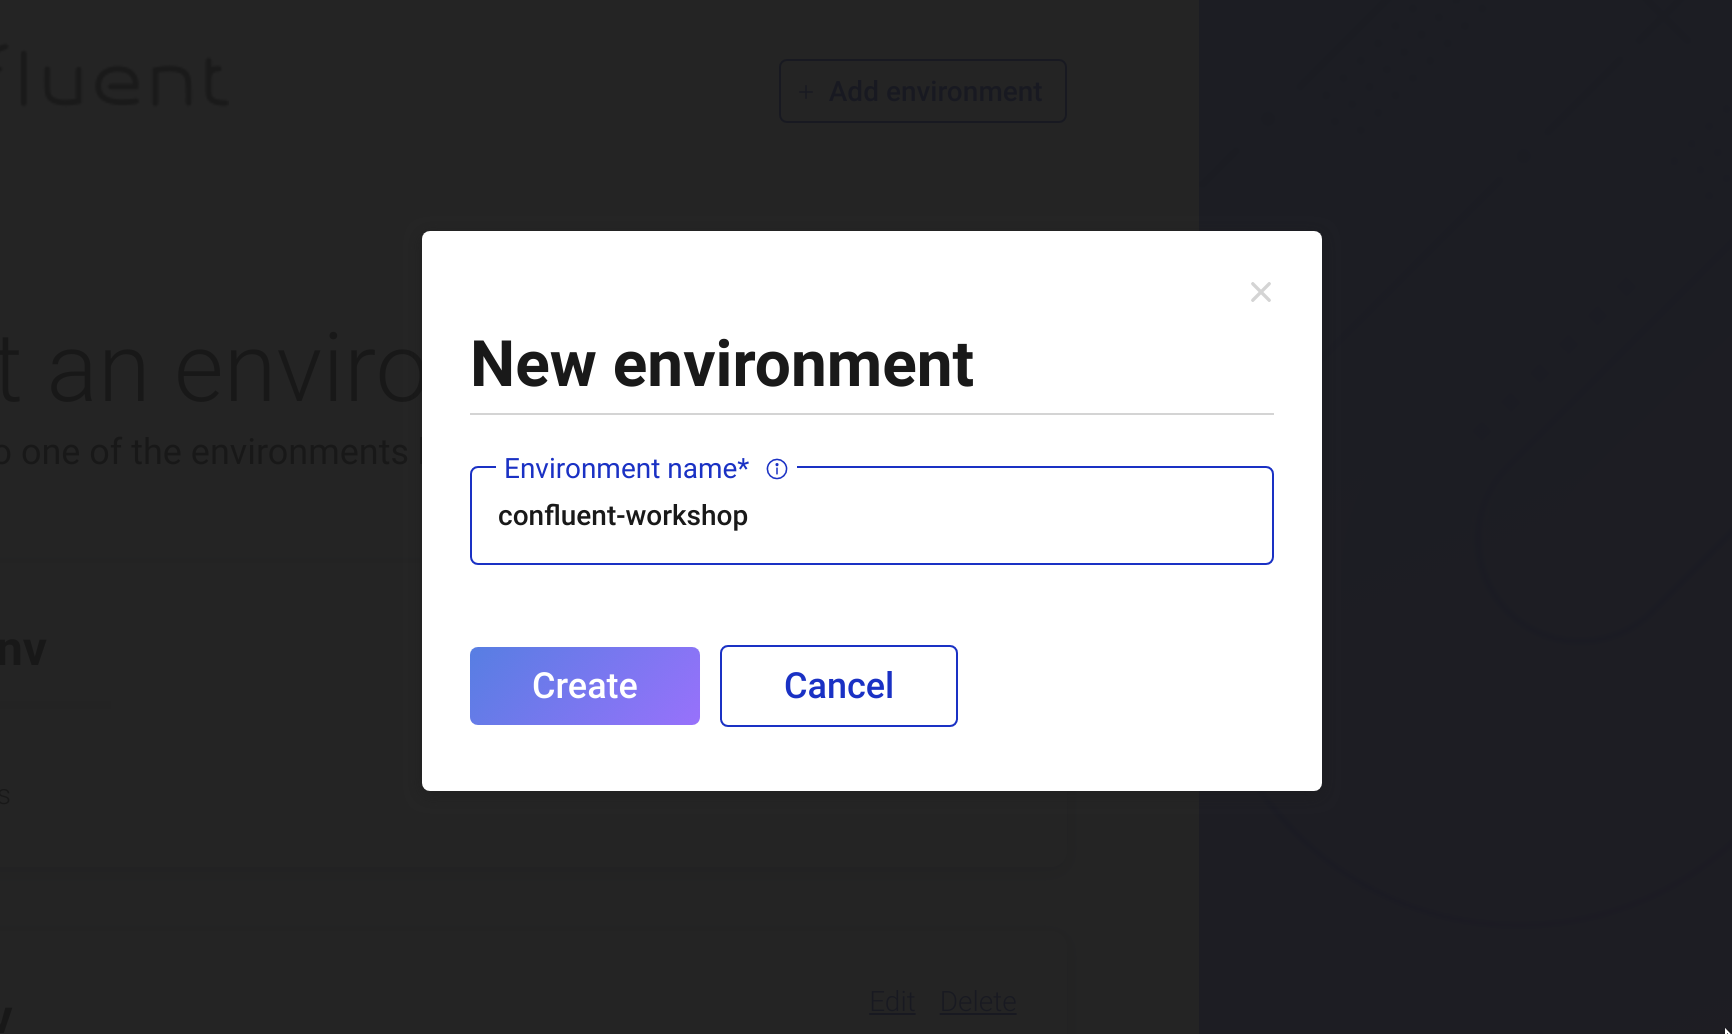 fluent
+ Add environment
New environment
t an enviro
one of the environments
Environment name*
confluent-workshop
nv
Create Cancel
s
Edit Delete